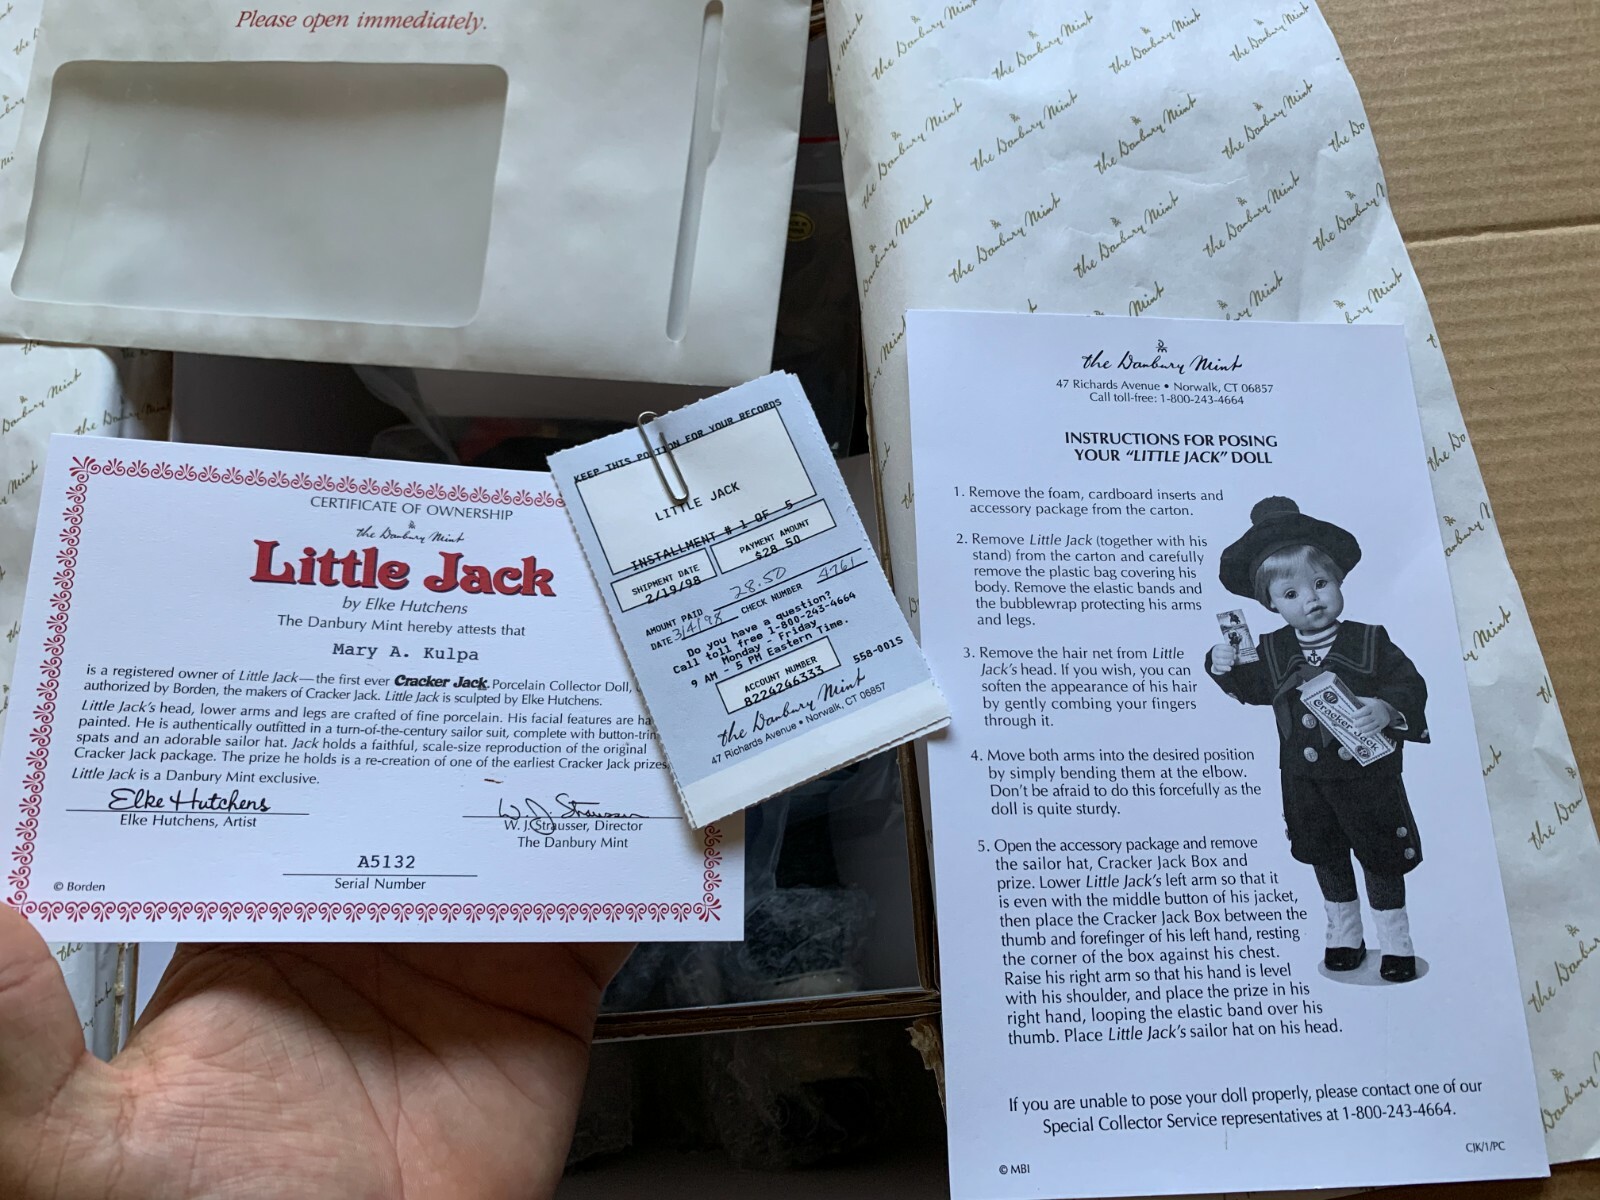 Please open immediately.
CERTIFICATE OF OWNERSHIP
the Danbury Mint
Little Jack
by Elke Hutchens
The Danbury Mint hereby attests that
Mary A. Kulpa
is a registered owner of Little Jack—the first ever Cracker Jack Porcelain Collector Doll,
authorized by Borden, the makers of Cracker Jack. Little Jack is sculpted by Elke Hutchens.
Little Jack's head, lower arms and legs are crafted of fine porcelain. His facial features are
painted. He is authentically outfitted in a turn-of-the-century sailor suit, complete with
spats and an adorable sailor hat. Jack holds a faithful, scale-size reproduction of the original
Cracker Jack package. The prize he holds is a re-creation of one of the earliest Cracker Jack prizes
Little Jack is a Danbury Mint exclusive.
Elke Hutchens
Elke Hutchens, Artist
W. J. Strausser
W. J. Strausser, Director
The Danbury Mint
A5132
Serial Number
© Borden
KEEP THIS PORTION FOR YOUR RECORDS
LITTLE JACK
INSTALLMENT # 1 OF 5
SHIPMENT DATE
2/19/98
PAYMENT AMOUNT
$28.50
AMOUNT PAID 28.50
DATE 3/4/98 CHECK NUMBER 4761
Do you have a question?
Call toll free 1-800-243-4664
Monday - Friday
9 AM - 5 PM Eastern Time.
ACCOUNT NUMBER
8224246333
558-0015
the Danbury Mint
47 Richards Avenue • Norwalk, CT 06857
the Danbury Mint
47 Richards Avenue • Norwalk, CT 06857
Call toll-free: 1-800-243-4664
INSTRUCTIONS FOR POSING
YOUR "LITTLE JACK" DOLL
1. Remove the foam, cardboard inserts and
accessory package from the carton.
2. Remove Little Jack (together with his
stand) from the carton and carefully
remove the plastic bag covering his
body. Remove the elastic bands and
the bubblewrap protecting his arms
and legs.
3. Remove the hair net from Little
Jack's head. If you wish, you can
soften the appearance of his hair
by gently combing your fingers
through it.
4. Move both arms into the desired position
by simply bending them at the elbow.
Don't be afraid to do this forcefully as the
doll is quite sturdy.
5. Open the accessory package and remove
the sailor hat, Cracker Jack Box and
prize. Lower Little Jack's left arm so that it
is even with the middle button of his jacket,
then place the Cracker Jack Box between the
thumb and forefinger of his left hand, resting
the corner of the box against his chest.
Raise his right arm so that his hand is level
with his shoulder, and place the prize in his
right hand, looping the elastic band over his
thumb. Place Little Jack's sailor hat on his head.
Cracker Jack
If you are unable to pose your doll properly, please contact one of our
Special Collector Service representatives at 1-800-243-4664.
© MBI
CJK/1/PC
the Danbury Mint